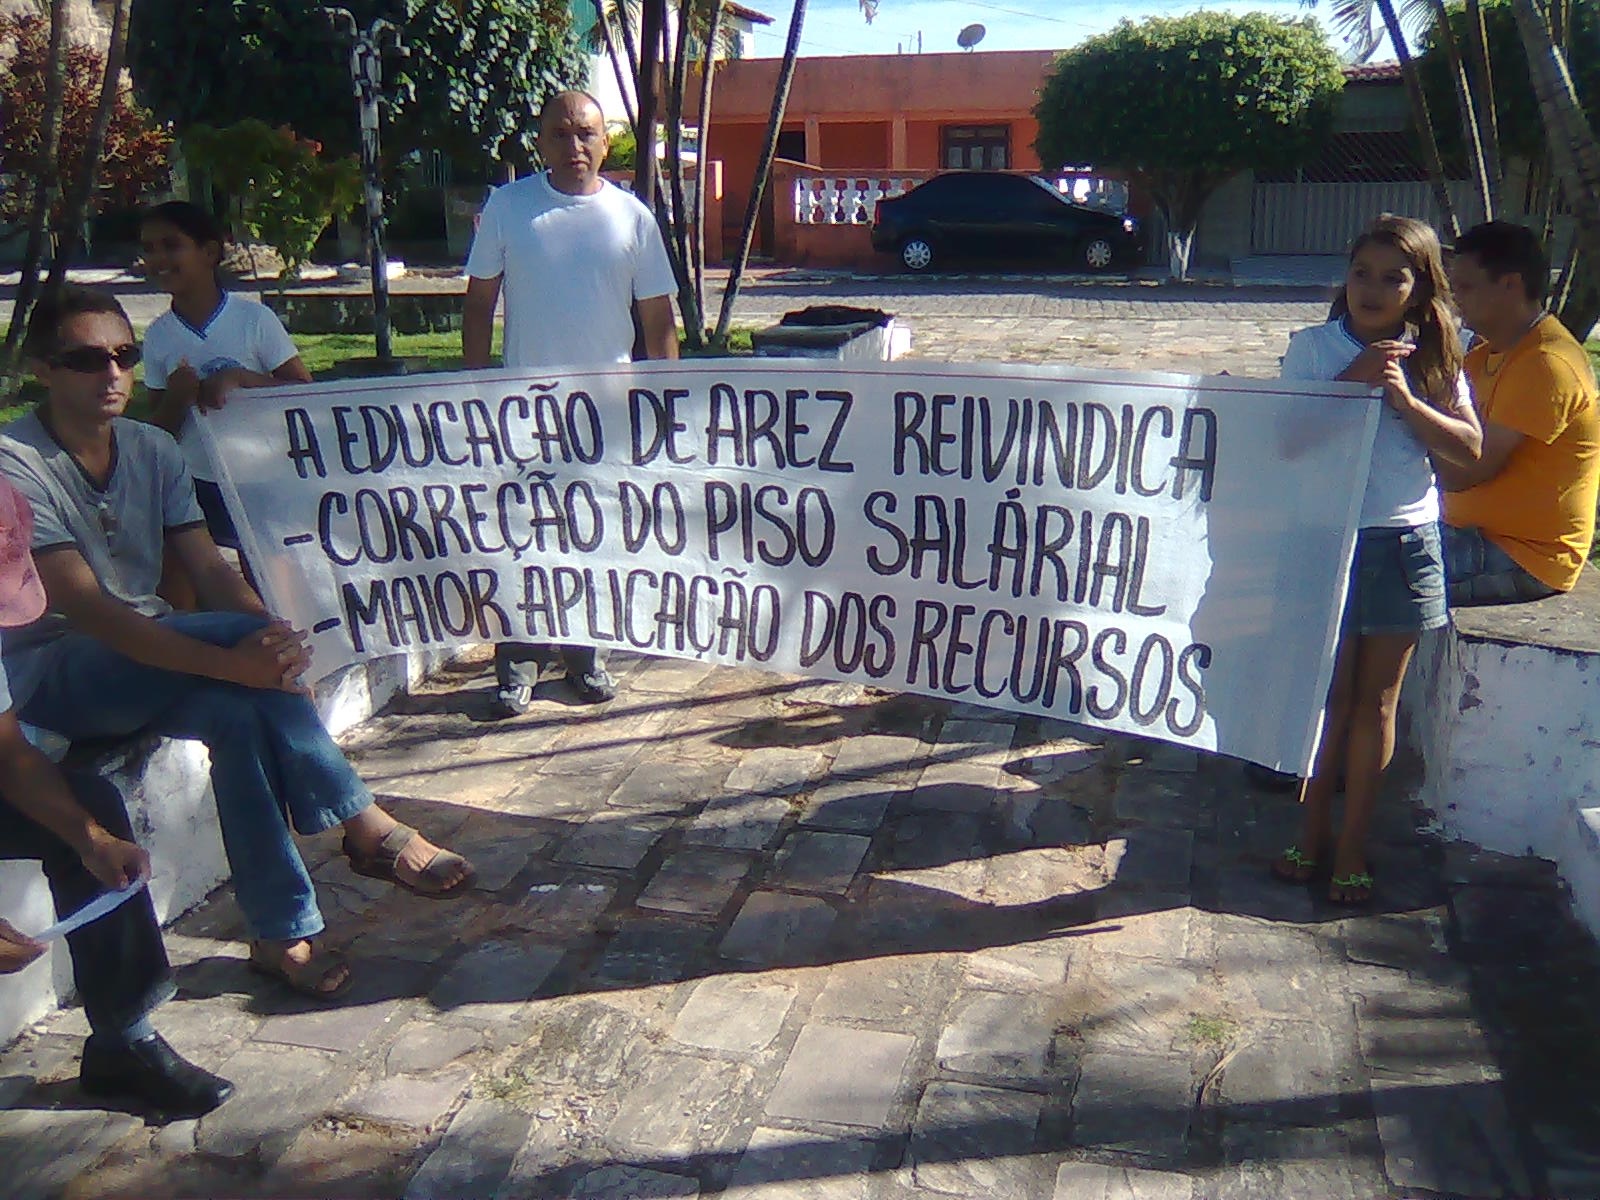 A EDUCAÇÃO DE AREZ REIVINDICA
-CORREÇÃO DO PISO SALÁRIAL
-MAIOR APLICAÇÃO DOS RECURSOS